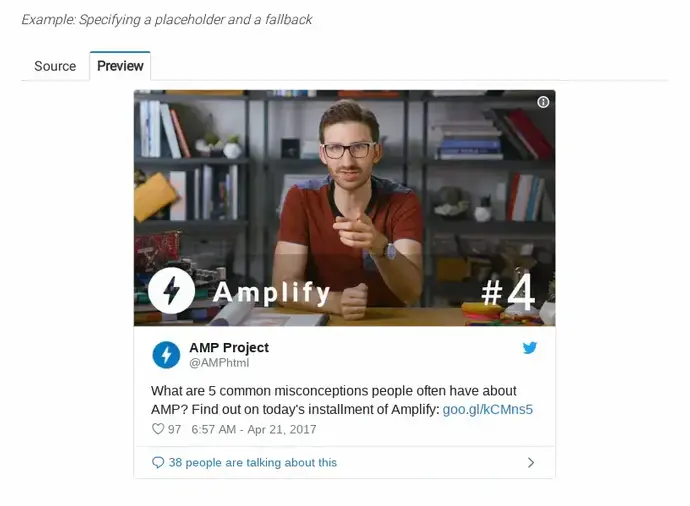 Example: Specifying a placeholder and a fallback
Source Preview
Amplify #4
AMP Project
@AMPhtml
What are 5 common misconceptions people often have about
AMP? Find out on today's installment of Amplify: goo.gl/kCMns5
97 6:57 AM - Apr 21, 2017
38 people are talking about this